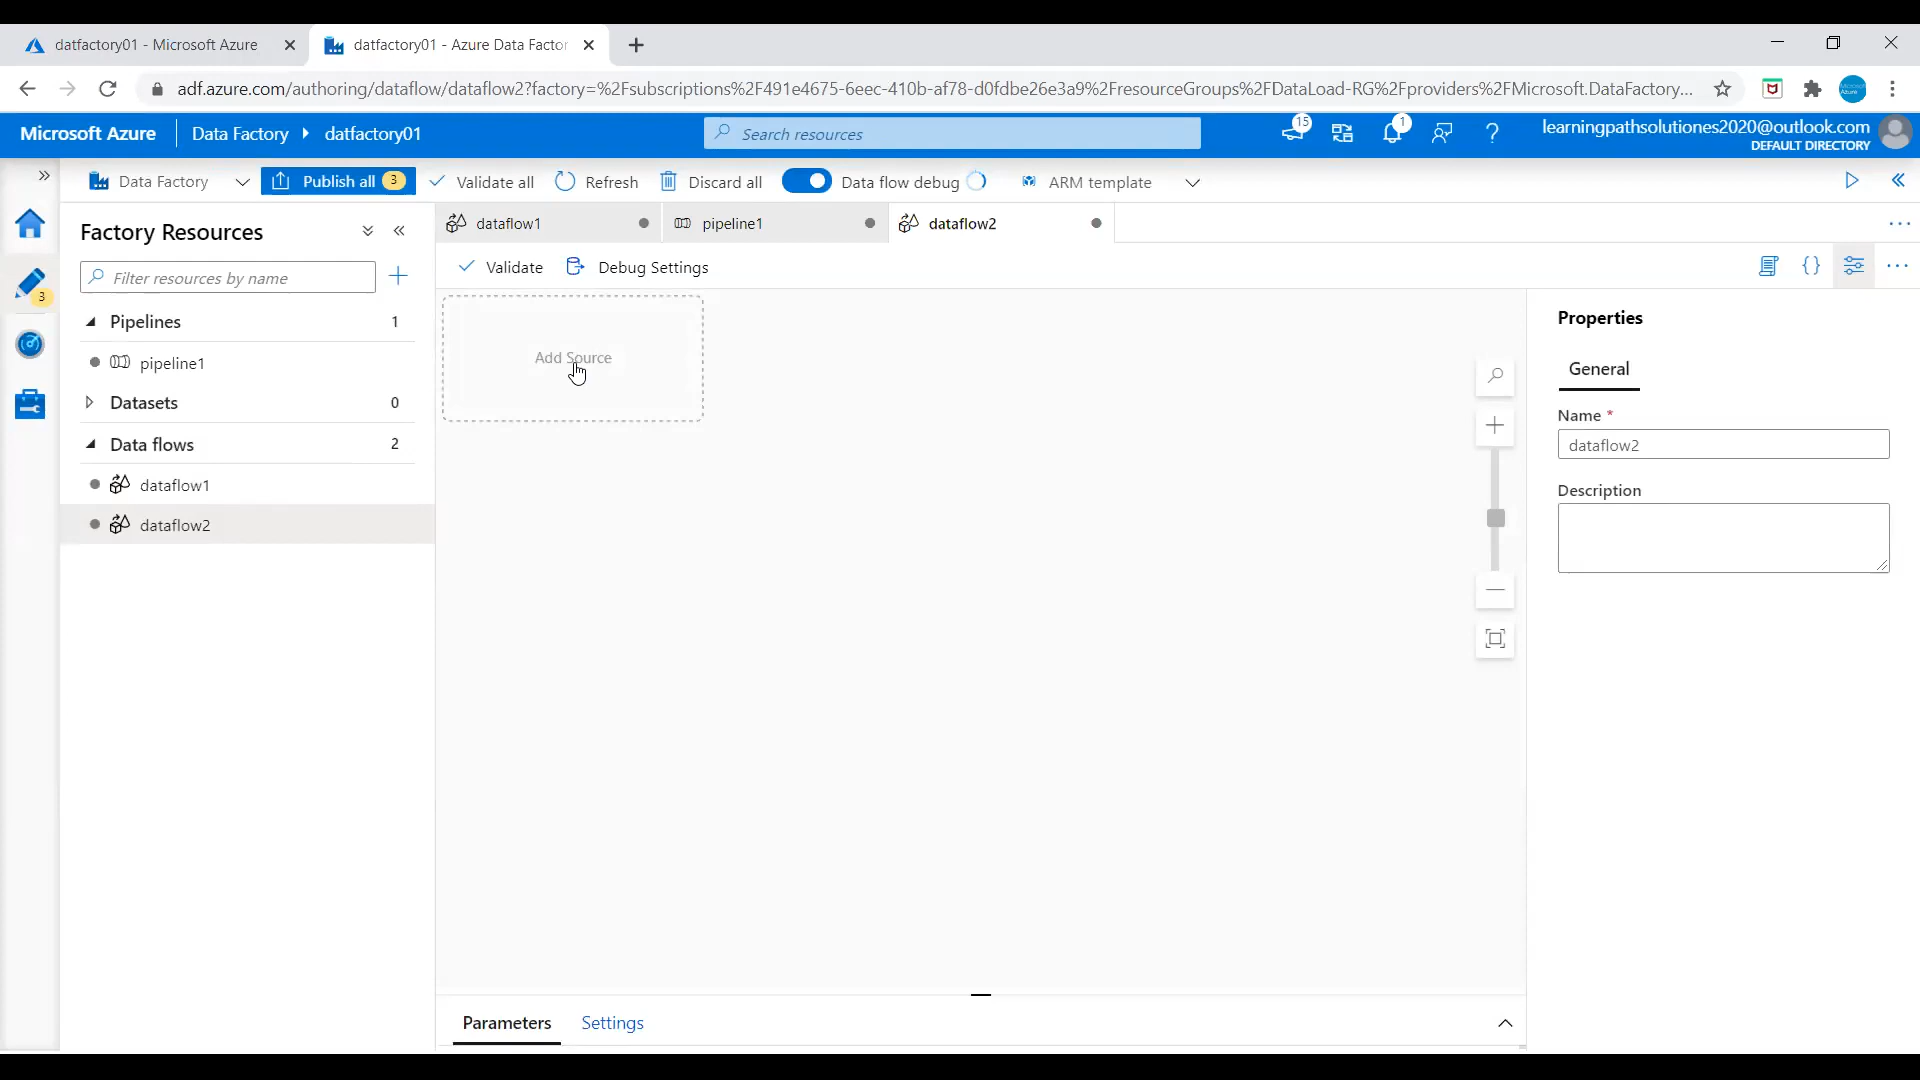 datfactory01 - Microsoft Azure
datfactory01 - Azure Data Factor
adf.azure.com/authoring/dataflow/dataflow2?factory=%2Fsubscriptions%2F491e4675-6eec-410b-af78-d0fdbe26e3a9%2FresourceGroups%2FDataLoad-RG%2Fproviders%2FMicrosoft.DataFactory...
Microsoft Azure
Data Factory
datfactory01
Search resources
15
1
learningpathsolutiones2020@outlook.com
DEFAULT DIRECTORY
Data Factory
Publish all 3
Validate all
Refresh
Discard all
Data flow debug
ARM template
Factory Resources
Filter resources by name
3
Pipelines 1
pipeline1
Datasets 0
Data flows 2
dataflow1
dataflow2
dataflow1
pipeline1
dataflow2
Validate
Debug Settings
Add Source
Parameters
Settings
Properties
General
Name *
dataflow2
Description